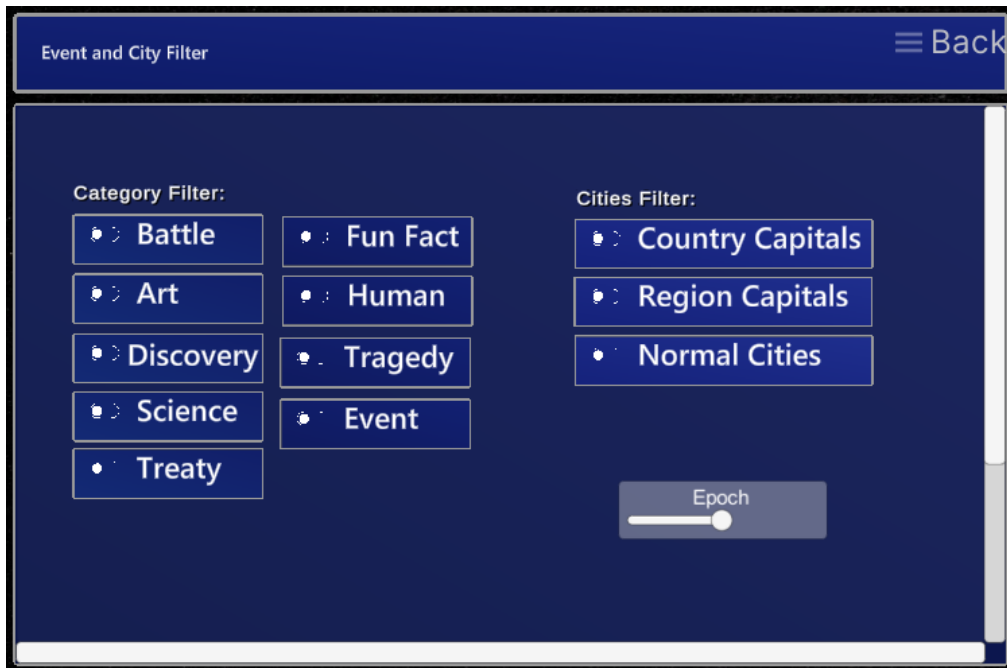 Event and City Filter
Back
Category Filter:
Battle
Art
Discovery
Science
Treaty
Fun Fact
Human
Tragedy
Event
Cities Filter:
Country Capitals
Region Capitals
Normal Cities
Epoch